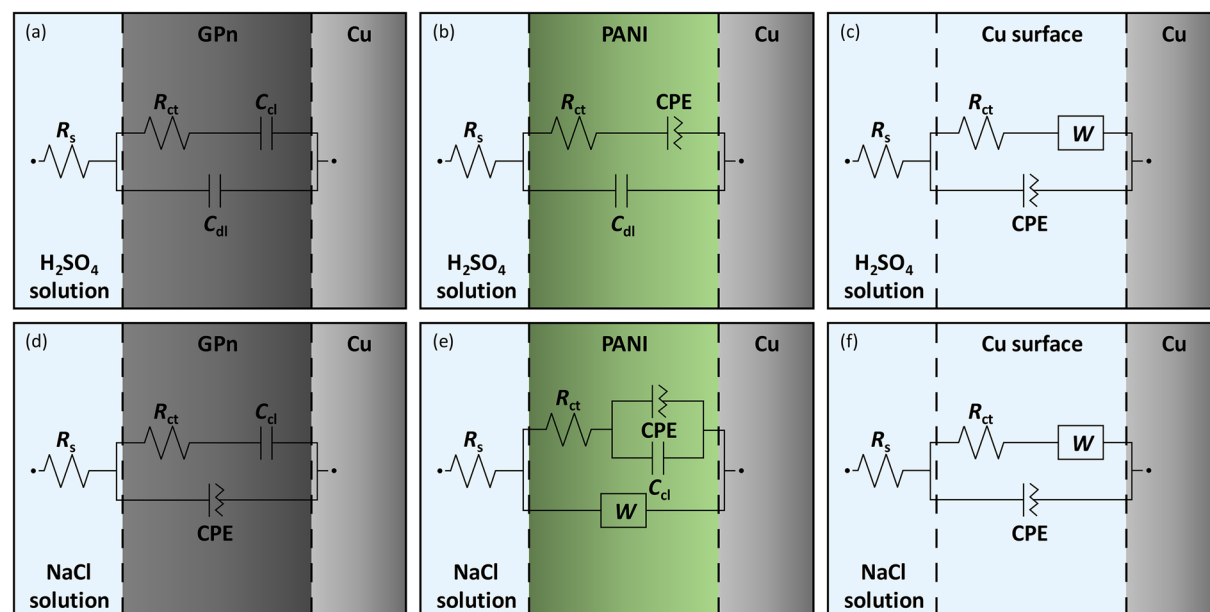 (a)
GPn
Cu
Rct
Ccl
Rs
Cdl
H2SO4
solution
(b)
PANI
Cu
Rct
CPE
Rs
Cdl
H2SO4
solution
(c)
Cu surface
Cu
Rct
W
Rs
CPE
H2SO4
solution
(d)
GPn
Cu
Rct
Ccl
Rs
CPE
NaCl
solution
(e)
PANI
Cu
Rct
CPE
Rs
Ccl
W
NaCl
solution
(f)
Cu surface
Cu
Rct
W
Rs
CPE
NaCl
solution